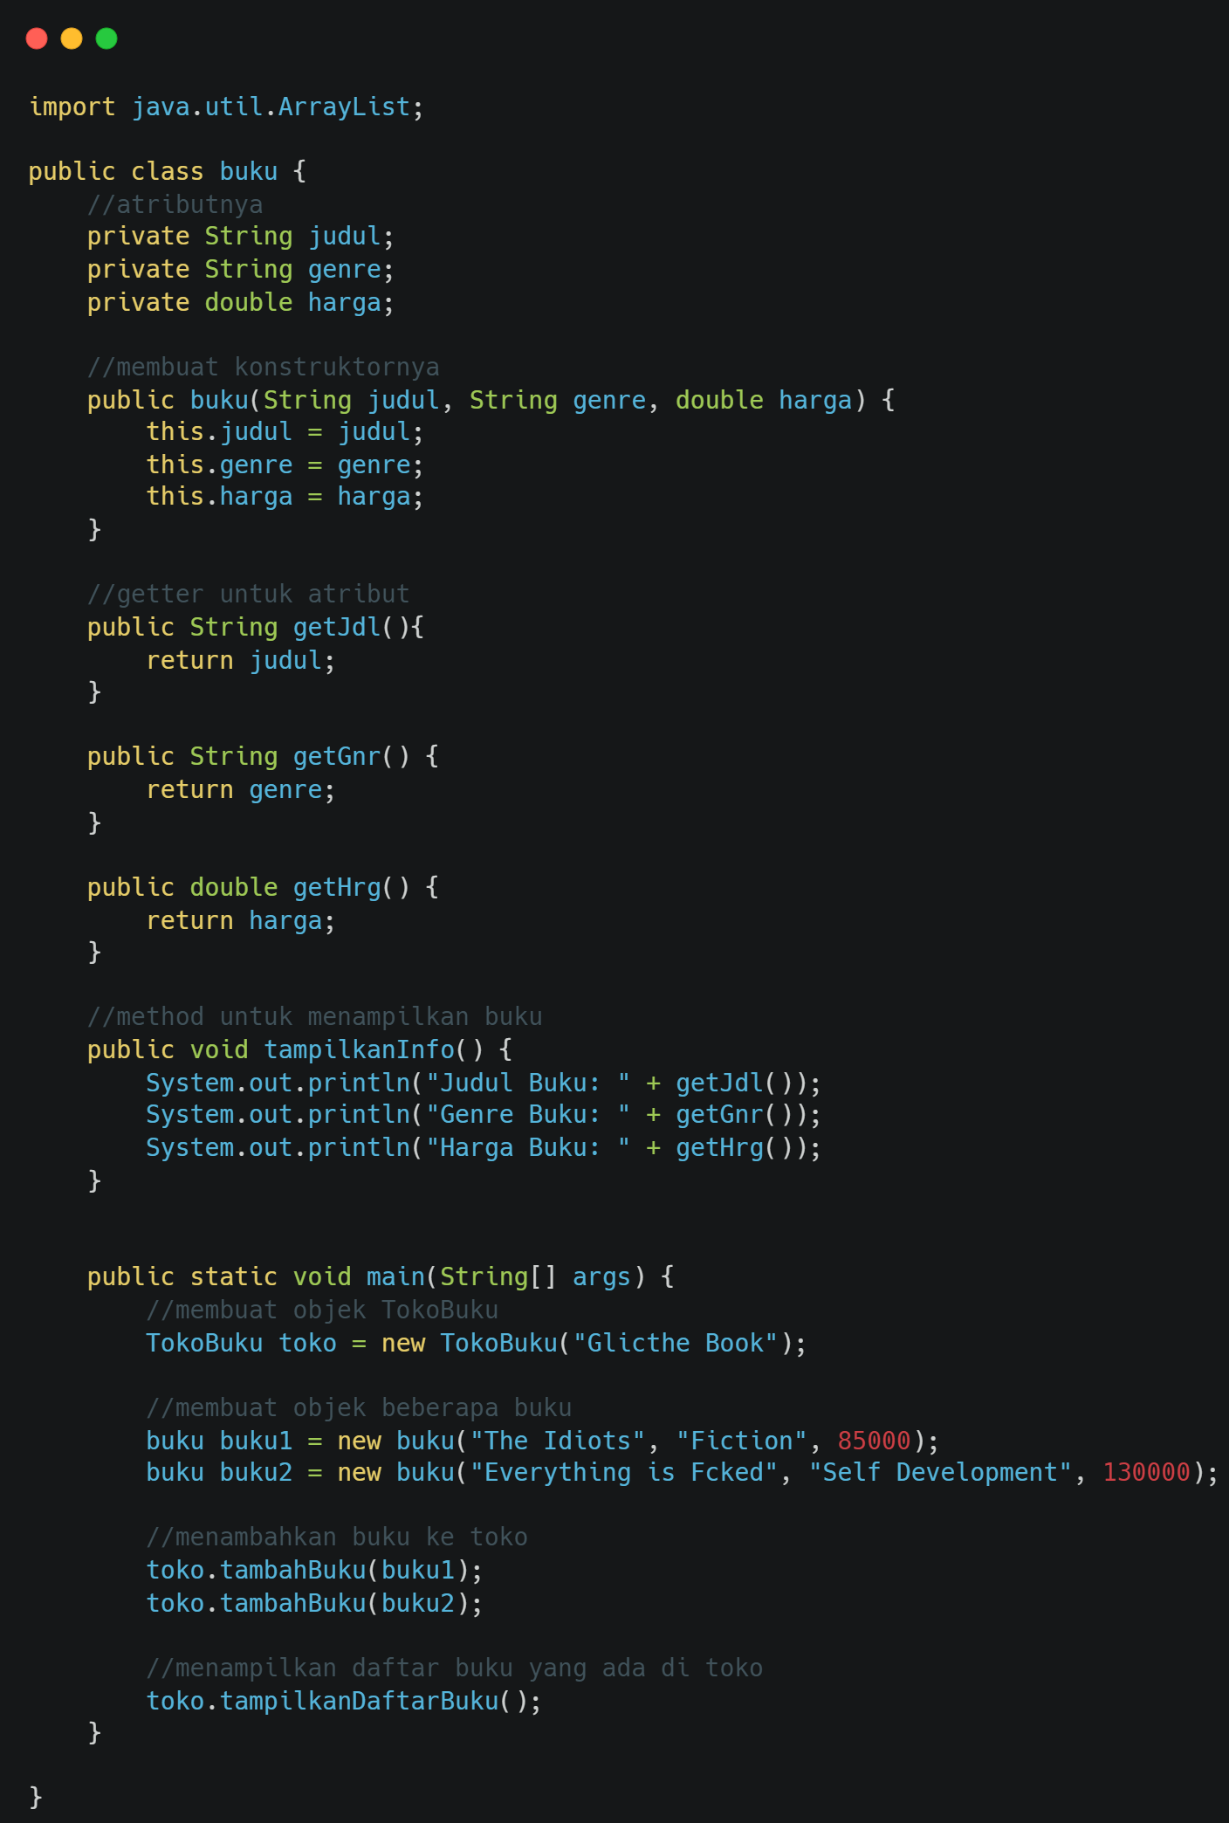 import java.util.ArrayList;
public class buku {
//atributnya
private String judul;
private String genre;
private double harga;
//membuat konstruktornya
public buku(String judul, String genre, double harga) {
this.judul = judul;
this.genre = genre;
this.harga = harga;
}
//getter untuk atribut
public String getJdl(){
return judul;
}
public String getGnr() {
return genre;
}
public double getHrg() {
return harga;
}
//method untuk menampilkan buku
public void tampilkanInfo() {
System.out.println("Judul Buku: " + getJdl());
System.out.println("Genre Buku: " + getGnr());
System.out.println("Harga Buku: " + getHrg());
}
public static void main(String[] args) {
//membuat objek TokoBuku
TokoBuku toko = new TokoBuku("Glicthe Book");
//membuat objek beberapa buku
buku buku1 = new buku("The Idiots", "Fiction", 85000);
buku buku2 = new buku("Everything is Fcked", "Self Development", 130000);
//menambahkan buku ke toko
toko.tambahBuku(buku1);
toko.tambahBuku(buku2);
//menampilkan daftar buku yang ada di toko
toko.tampilkanDaftarBuku();
}
}